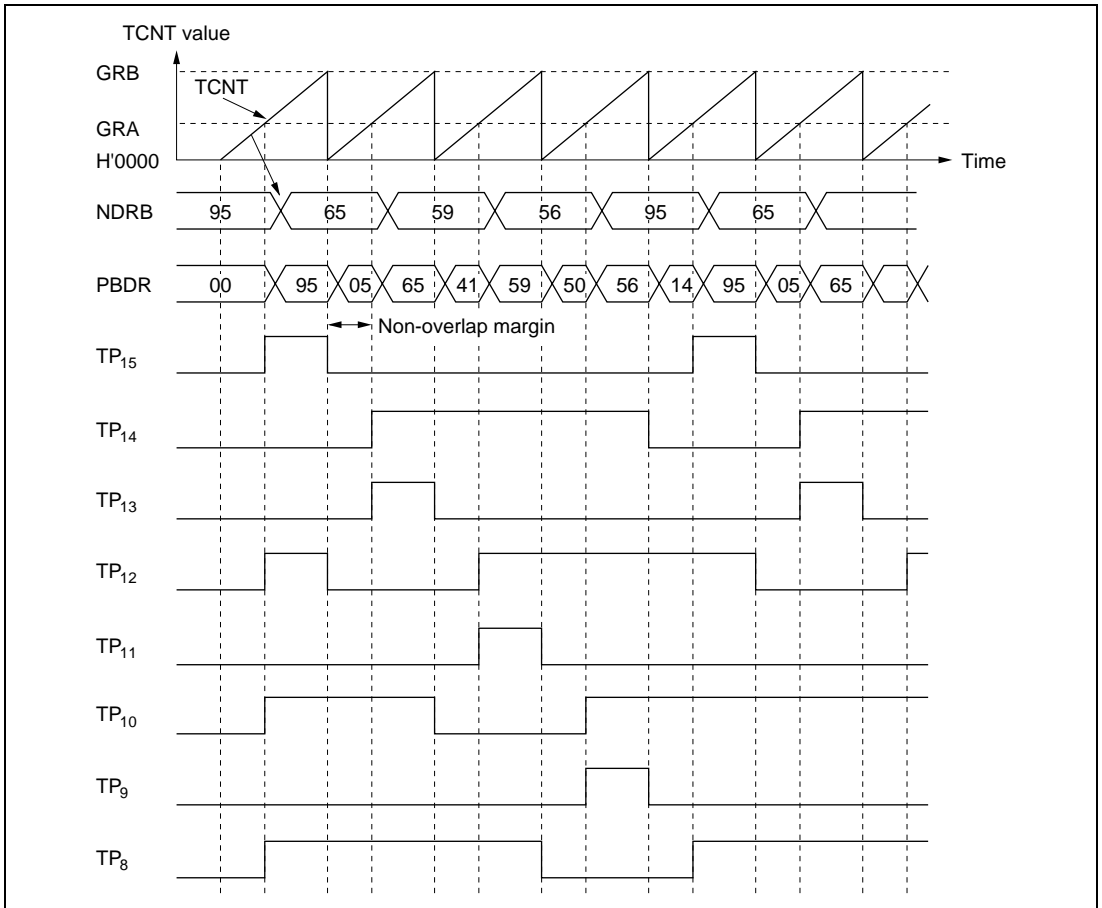 TCNT value
GRB
TCNT
GRA
H'0000
Time
NDRB 95 65 59 56 95 65
PBDR 00 95 05 65 41 59 50 56 14 95 05 65
Non-overlap margin
TP15
TP14
TP13
TP12
TP11
TP10
TP9
TP8